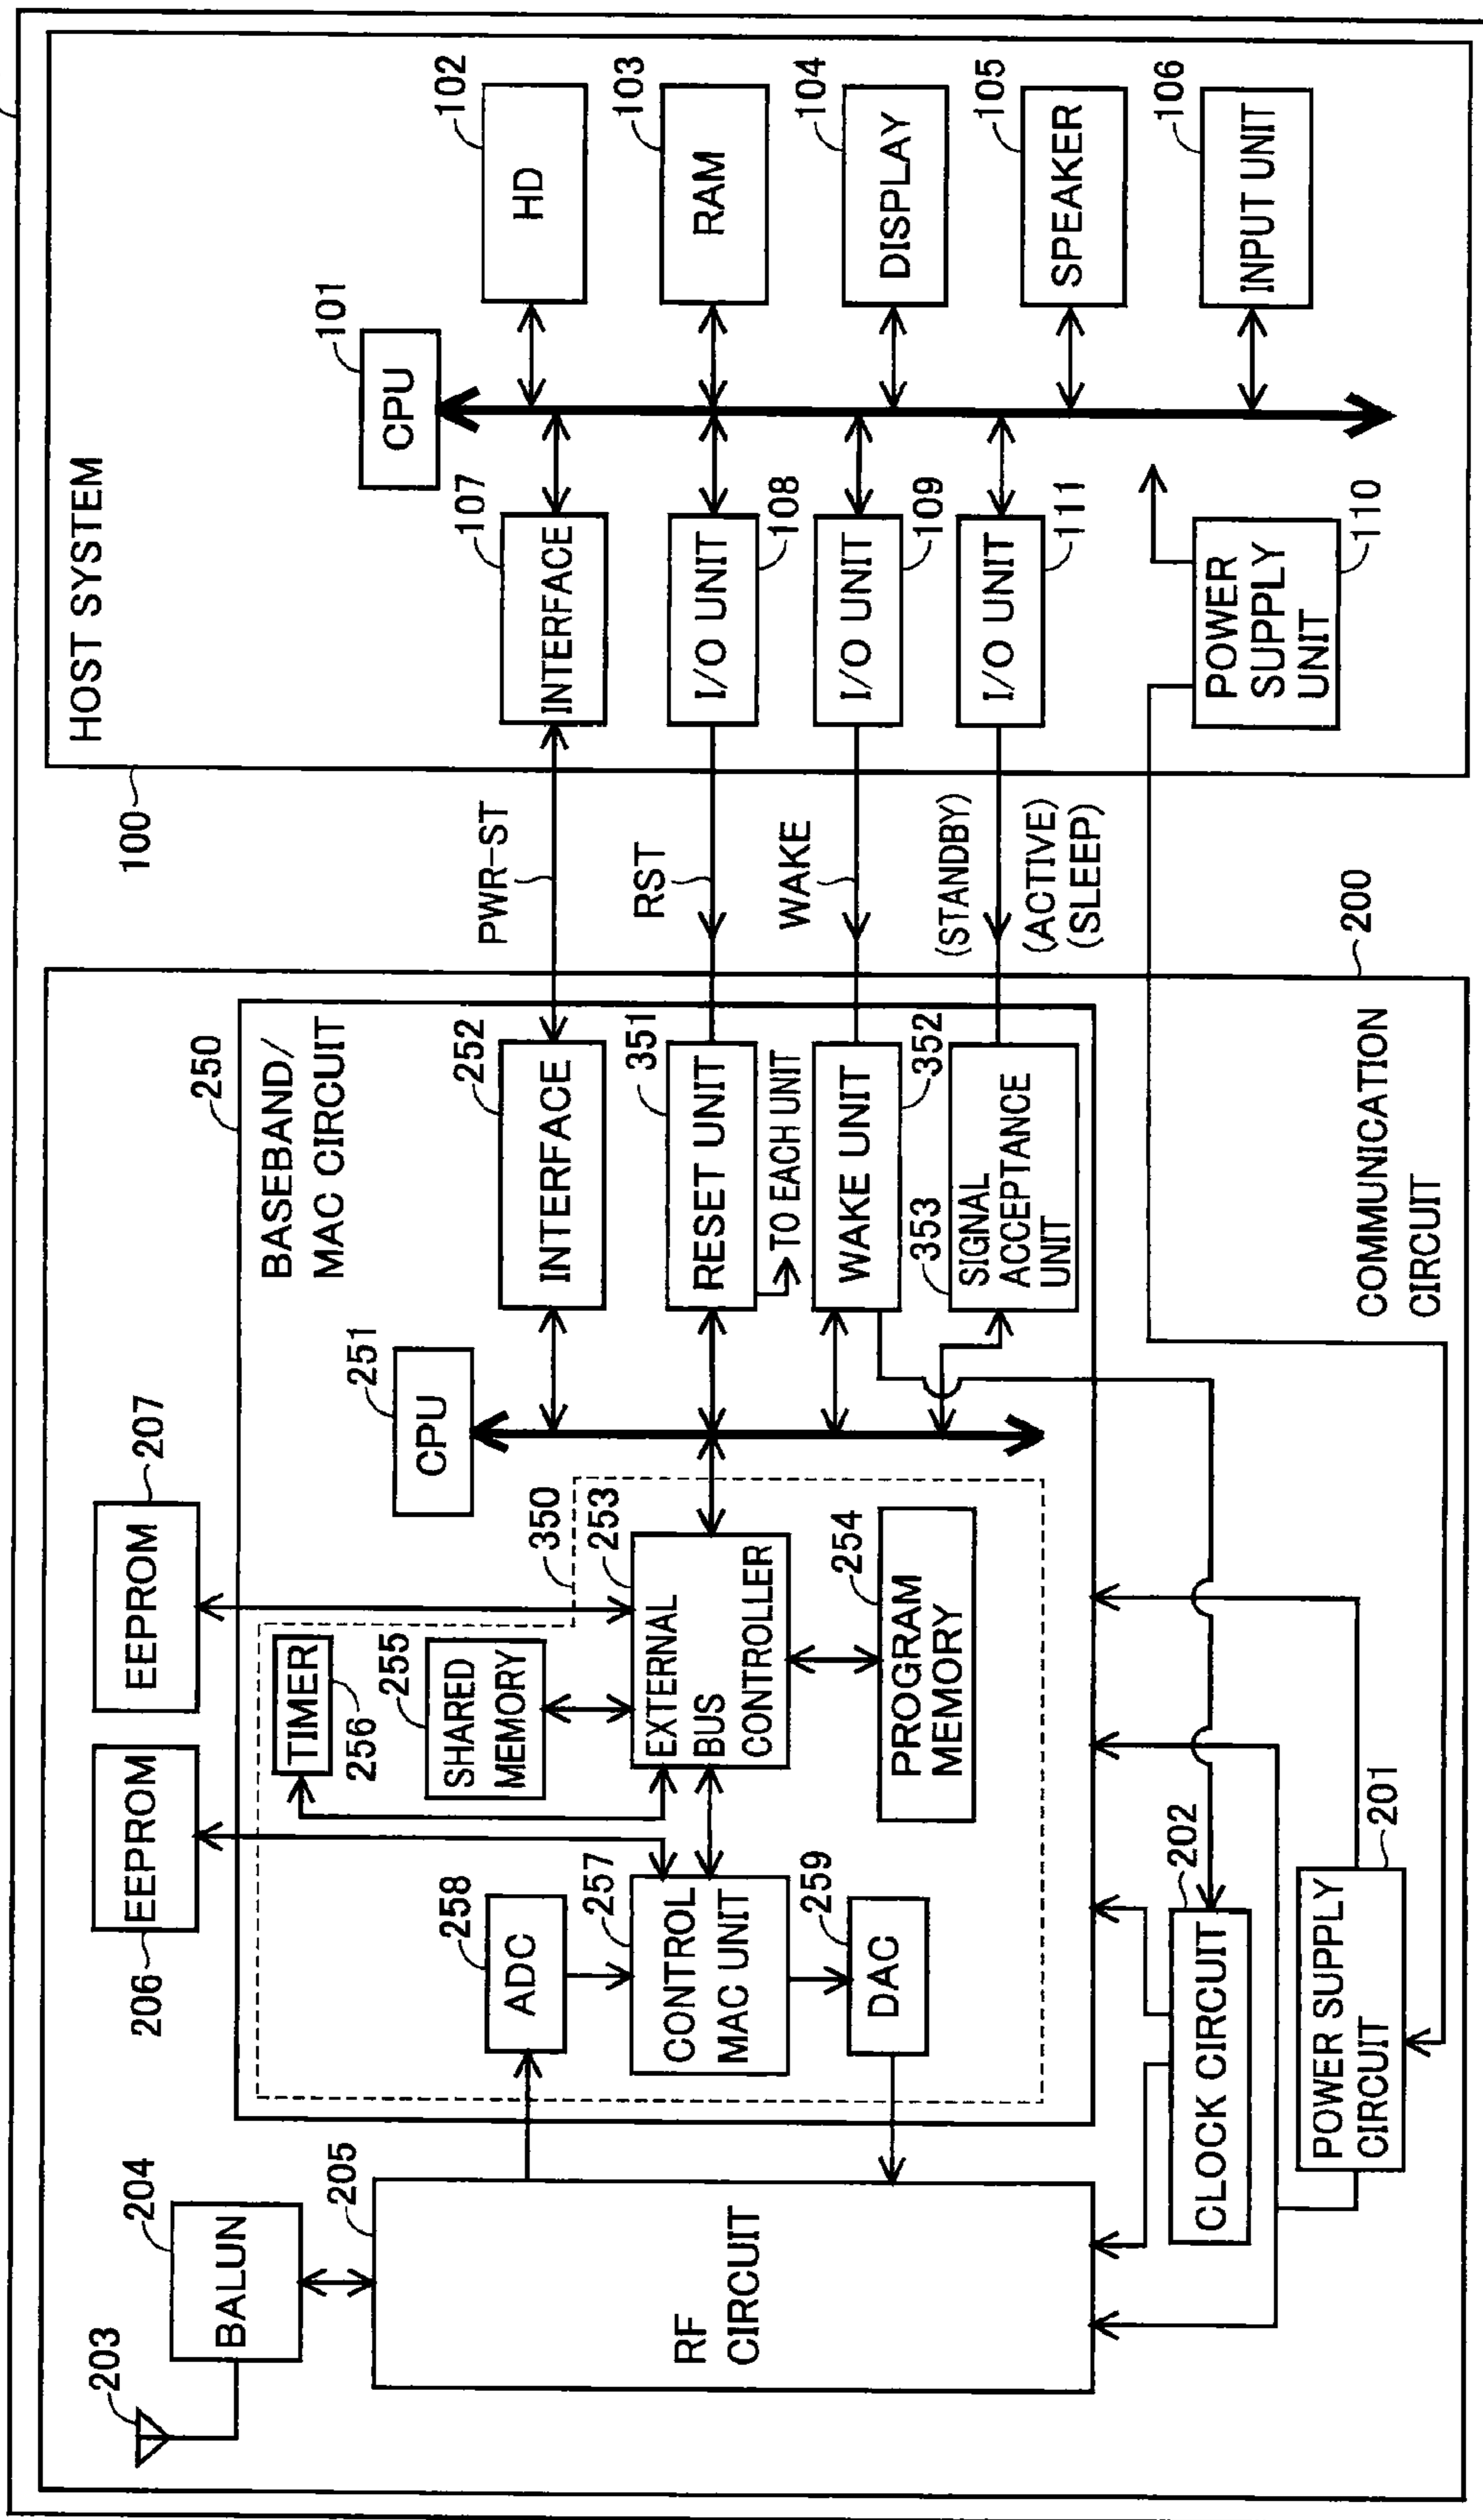 HOST SYSTEM
100
CPU
101
HD
102
RAM
103
DISPLAY
104
SPEAKER
105
INPUT UNIT
106
INTERFACE
107
I/O UNIT
108
I/O UNIT
109
I/O UNIT
111
POWER
SUPPLY
UNIT
110
PWR-ST
RST
WAKE
(STANDBY)
(ACTIVE)
(SLEEP)
200
COMMUNICATION
CIRCUIT
250
BASEBAND/
MAC CIRCUIT
CPU
251
INTERFACE
252
RESET UNIT
351
TO EACH UNIT
WAKE UNIT
352
SIGNAL
ACCEPTANCE
UNIT
353
350
EXTERNAL
BUS
CONTROLLER
253
PROGRAM
MEMORY
254
SHARED
MEMORY
255
TIMER
256
CONTROL
MAC UNIT
257
ADC
258
DAC
259
EEPROM
207
EEPROM
206
203
BALUN
204
RF
CIRCUIT
205
CLOCK CIRCUIT
202
POWER SUPPLY
CIRCUIT
201